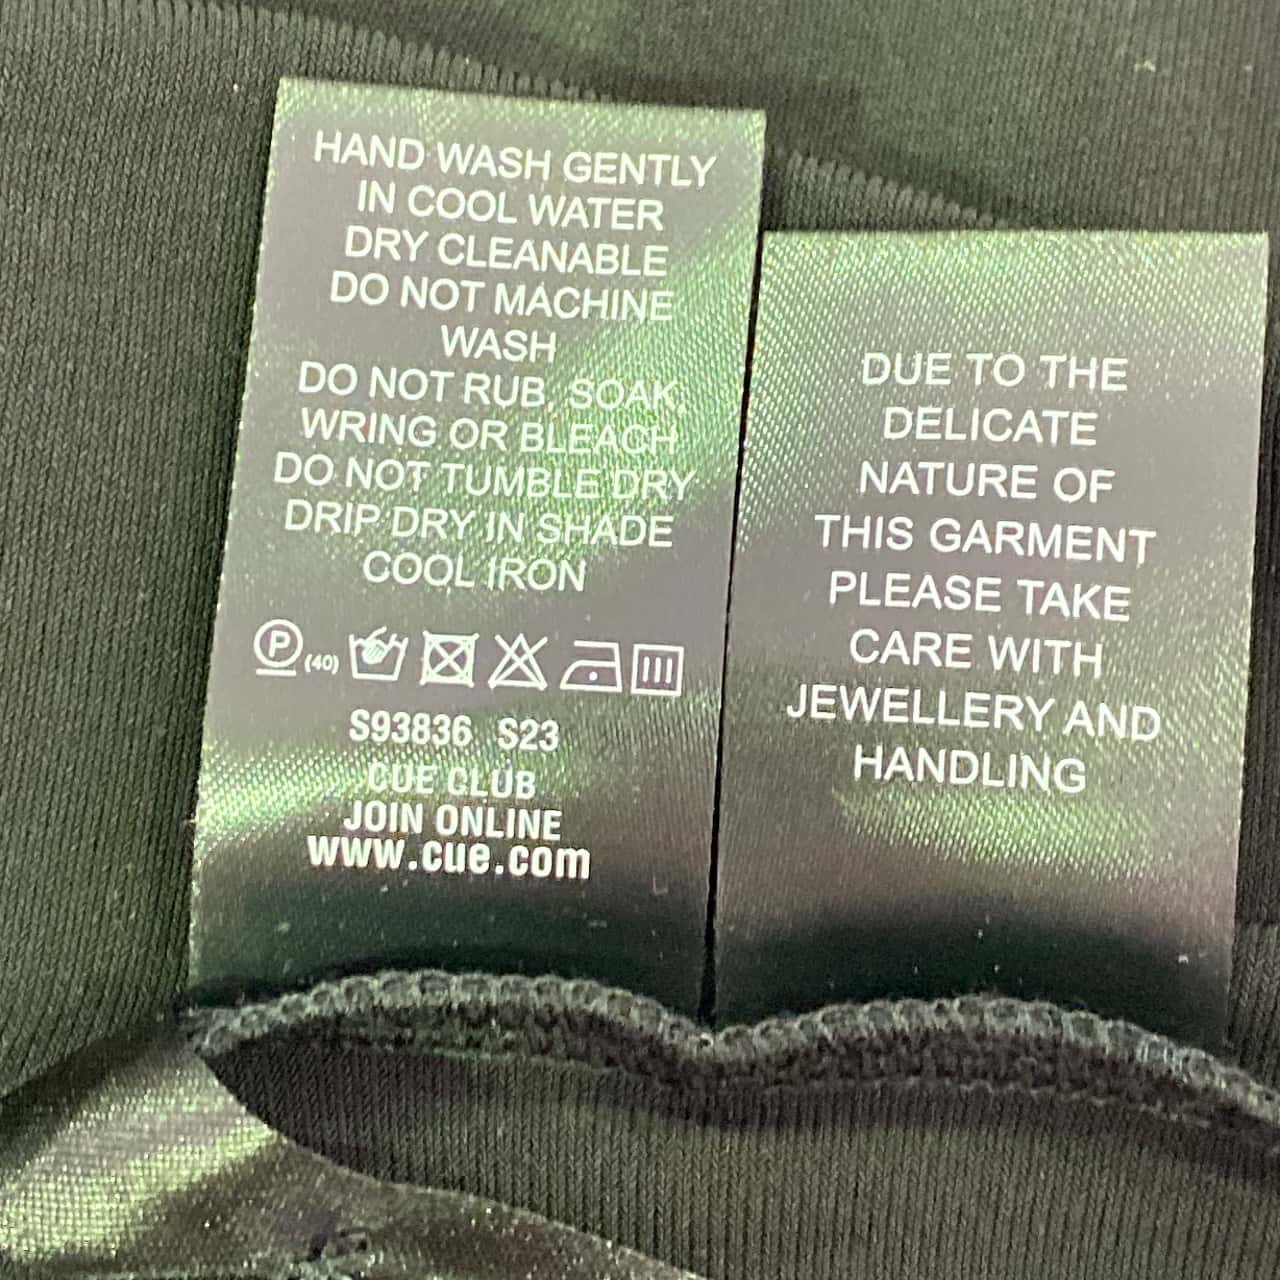 HAND WASH GENTLY
IN COOL WATER
DRY CLEANABLE
DO NOT MACHINE
WASH
DO NOT RUB, SOAK,
WRING OR BLEACH
DO NOT TUMBLE DRY
DRIP DRY IN SHADE
COOL IRON
P (40)
S93836 S23
CUE CLUB
JOIN ONLINE
www.cue.com
DUE TO THE
DELICATE
NATURE OF
THIS GARMENT
PLEASE TAKE
CARE WITH
JEWELLERY AND
HANDLING